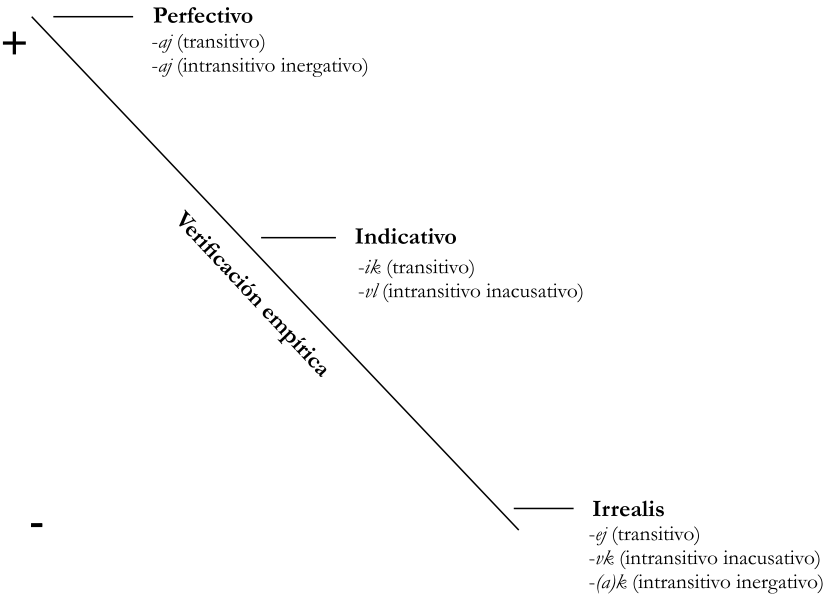 +
Perfectivo
-aj (transitivo)
-aj (intransitivo inergativo)
Verificación empírica
Indicativo
-ik (transitivo)
-vl (intransitivo inacusativo)
-
Irrealis
-ej (transitivo)
-vk (intransitivo inacusativo)
-(a)k (intransitivo inergativo)